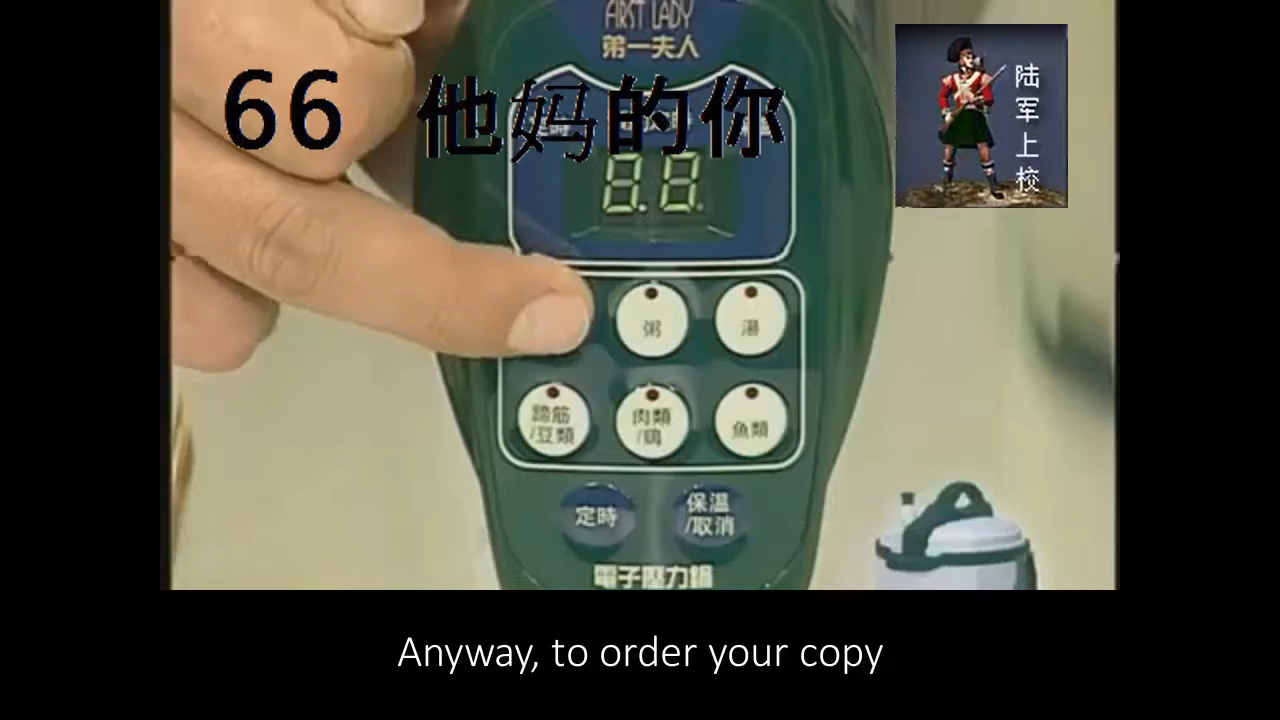 FIRST LADY
第一夫人
66 他妈的你
陆军上校
8.8.
粥
湯
蹄筋
/豆類
肉類
/鷄
魚類
定時
保溫
/取消
電子壓力鍋
Anyway, to order your copy